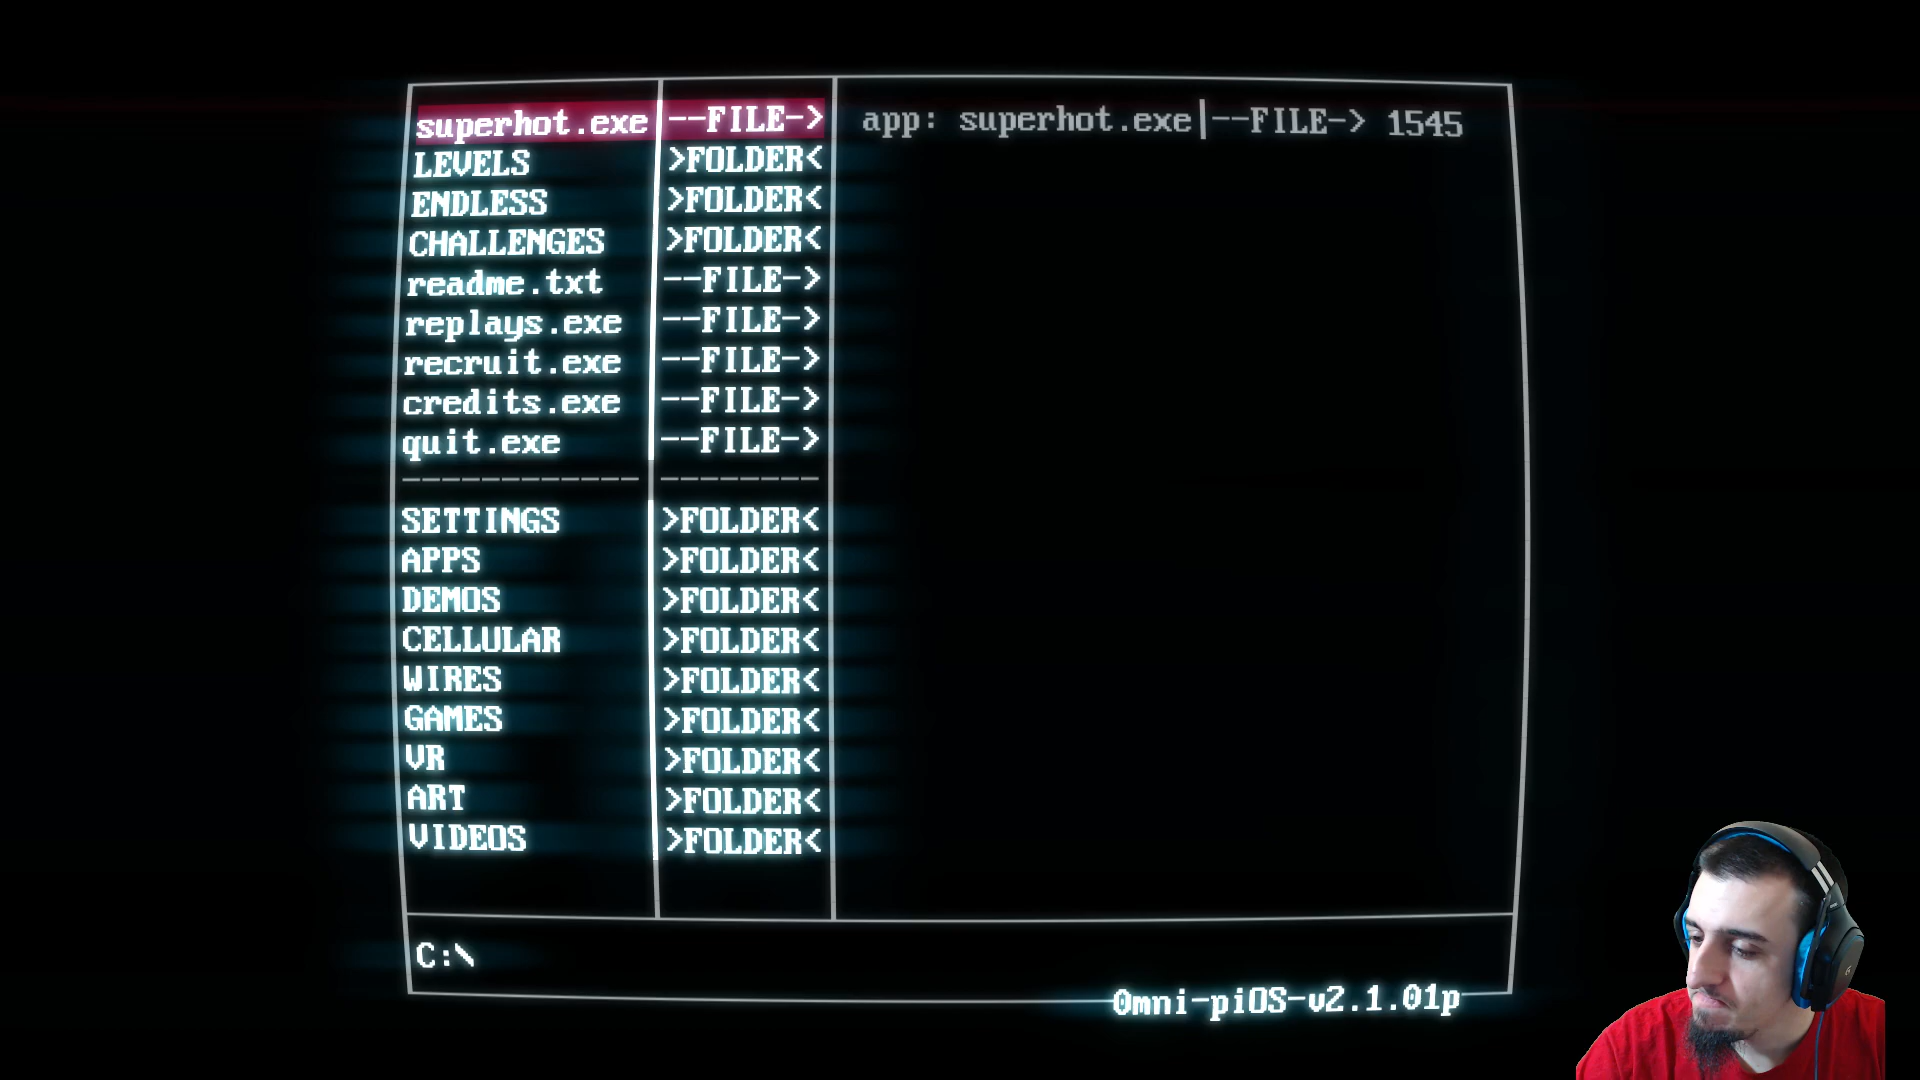 superhot.exe|--FILE-> app: superhot.exe|--FILE-> 1545
LEVELS >FOLDER<
ENDLESS >FOLDER<
CHALLENGES >FOLDER<
readme.txt --FILE->
replays.exe --FILE->
recruit.exe --FILE->
credits.exe --FILE->
quit.exe --FILE->
------------ --------
SETTINGS >FOLDER<
APPS >FOLDER<
DEMOS >FOLDER<
CELLULAR >FOLDER<
WIRES >FOLDER<
GAMES >FOLDER<
VR >FOLDER<
ART >FOLDER<
VIDEOS >FOLDER<
C:\
0mni-piOS-v2.1.01p